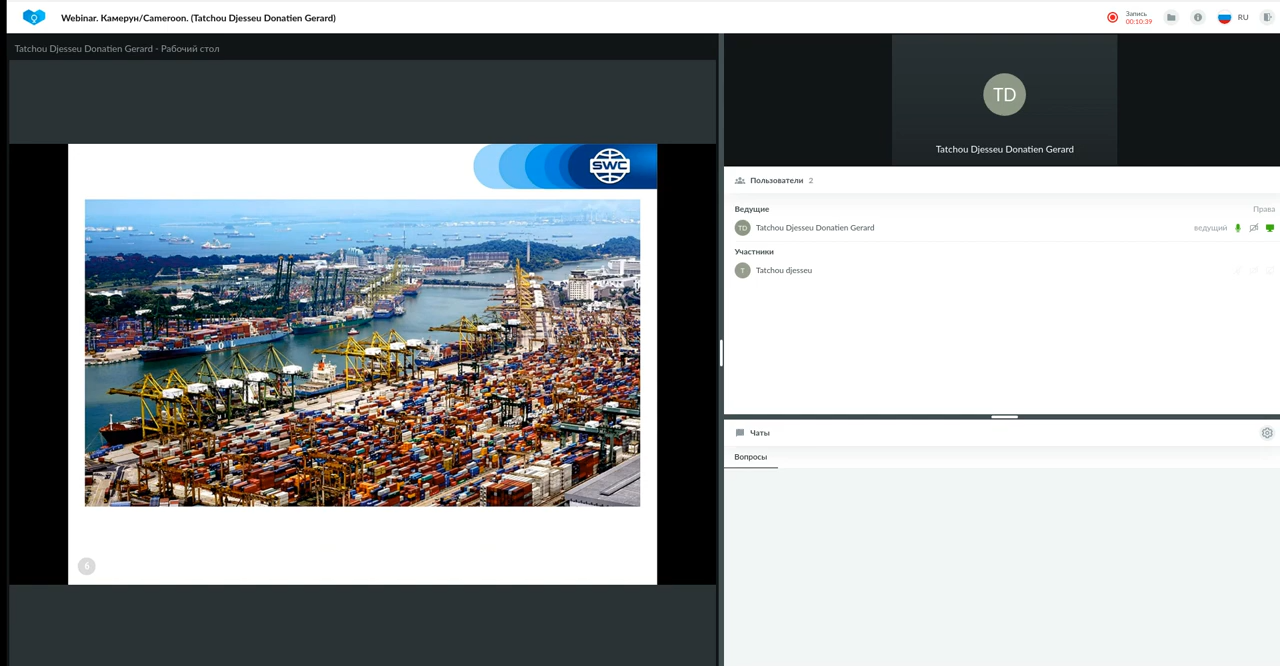 Webinar. Камерун/Cameroon. (Tatchou Djesseu Donatien Gerard)
Запись
00:10:39
RU
Tatchou Djesseu Donatien Gerard - Рабочий стол
SWC
MOL
6
TD
Tatchou Djesseu Donatien Gerard
Пользователи 2
Ведущие Права
TD Tatchou Djesseu Donatien Gerard ведущий
Участники
T Tatchou djesseu
Чаты
Вопросы